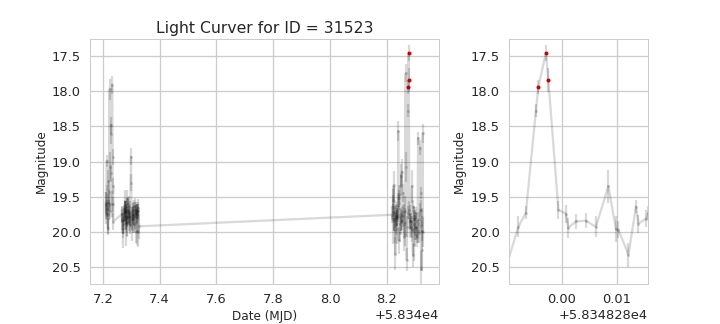 Light Curver for ID = 31523
Magnitude
17.5
18.0
18.5
19.0
19.5
20.0
20.5
7.2 7.4 7.6 7.8 8.0 8.2
Date (MJD)
+5.834e4
Magnitude
17.5
18.0
18.5
19.0
19.5
20.0
20.5
0.00 0.01
+5.834828e4